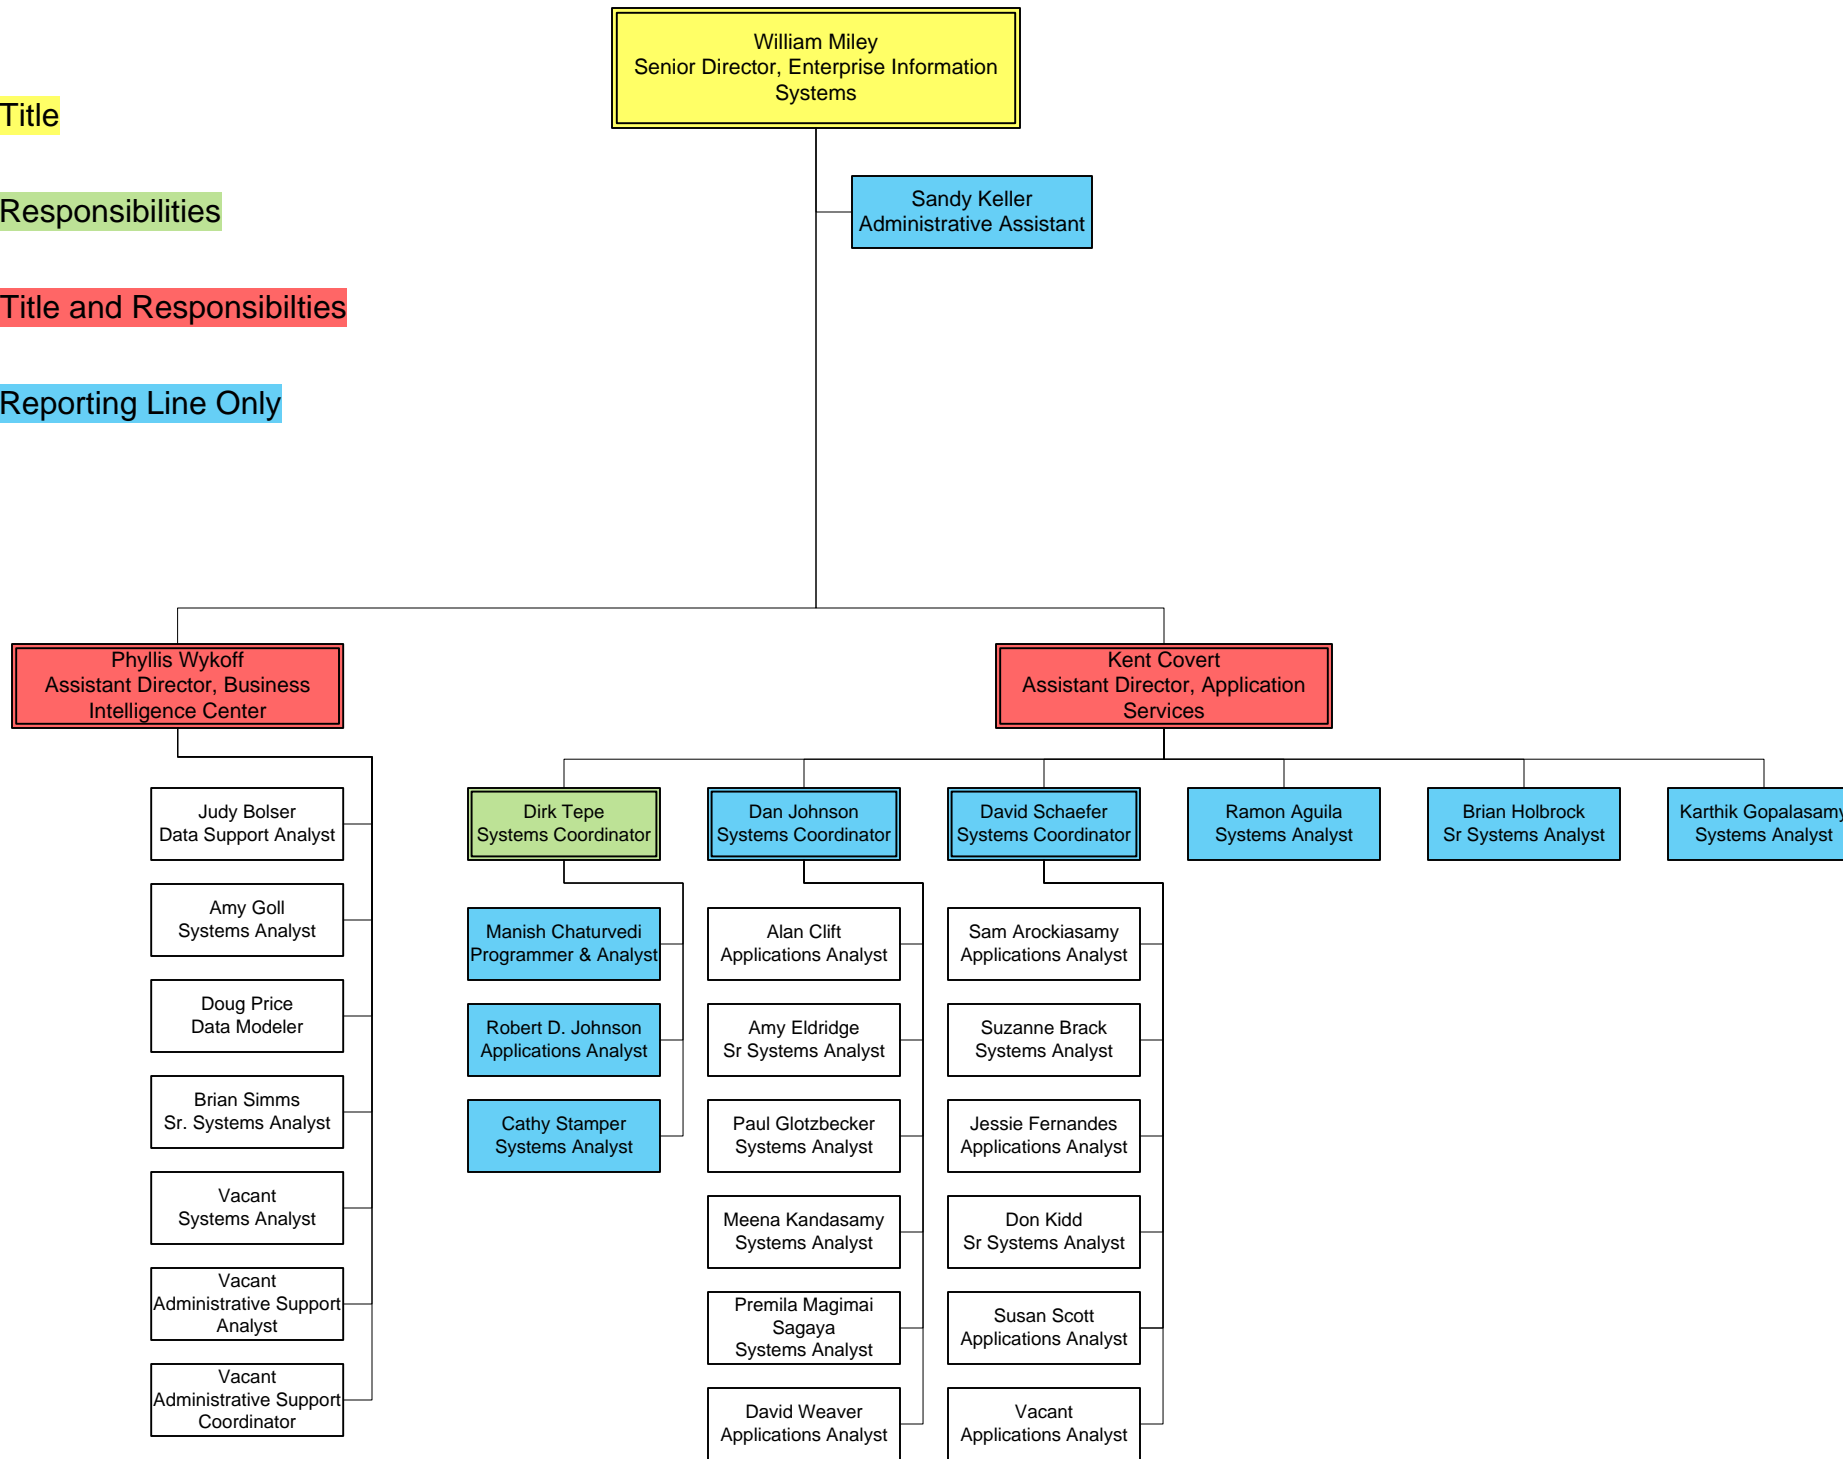 William Miley
Senior Director, Enterprise Information
Systems
Title
Sandy Keller
Administrative Assistant
Responsibilities
Title and Responsibilties
Reporting Line Only
Phyllis Wykoff
Assistant Director, Business
Intelligence Center
Kent Covert
Assistant Director, Application
Services
Judy Bolser
Data Support Analyst
Amy Goll
Systems Analyst
Doug Price
Data Modeler
Brian Simms
Sr. Systems Analyst
Vacant
Systems Analyst
Vacant
Administrative Support
Analyst
Vacant
Administrative Support
Coordinator
Dirk Tepe
Systems Coordinator
Manish Chaturvedi
Programmer & Analyst
Robert D. Johnson
Applications Analyst
Cathy Stamper
Systems Analyst
Dan Johnson
Systems Coordinator
Alan Clift
Applications Analyst
Amy Eldridge
Sr Systems Analyst
Paul Glotzbecker
Systems Analyst
Meena Kandasamy
Systems Analyst
Premila Magimai
Sagaya
Systems Analyst
David Weaver
Applications Analyst
David Schaefer
Systems Coordinator
Sam Arockiasamy
Applications Analyst
Suzanne Brack
Systems Analyst
Jessie Fernandes
Applications Analyst
Don Kidd
Sr Systems Analyst
Susan Scott
Applications Analyst
Vacant
Applications Analyst
Ramon Aguila
Systems Analyst
Brian Holbrock
Sr Systems Analyst
Karthik Gopalasamy
Systems Analyst